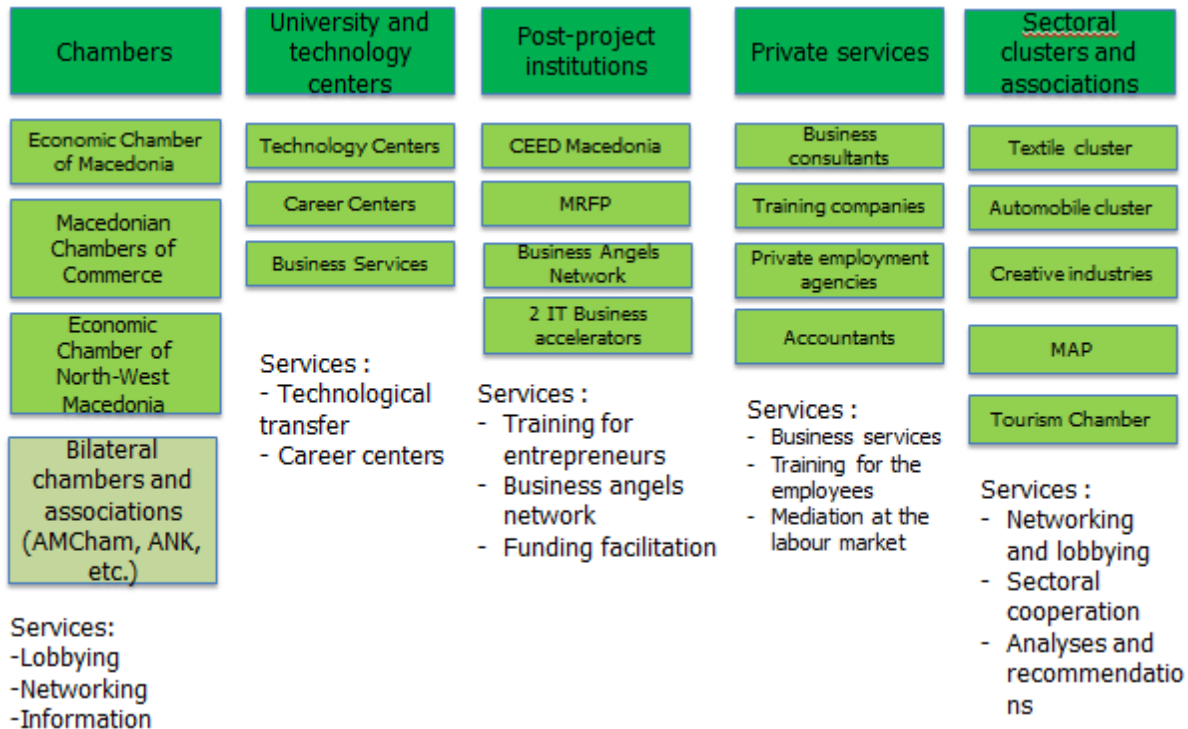 Chambers
Economic Chamber
of Macedonia
Macedonian
Chambers of
Commerce
Economic
Chamber of
North-West
Macedonia
Bilateral
chambers and
associations
(AMCham, ANK,
etc.)
Services:
-Lobbying
-Networking
-Information
University and
technology
centers
Technology Centers
Career Centers
Business Services
Services :
- Technological
transfer
- Career centers
Post-project
institutions
CEED Macedonia
MRFP
Business Angels
Network
2 IT Business
accelerators
Services :
- Training for
entrepreneurs
- Business angels
network
- Funding facilitation
Private services
Business
consultants
Training companies
Private employment
agencies
Accountants
Services :
- Business services
- Training for the
employees
- Mediation at the
labour market
Sectoral
clusters and
associations
Textile cluster
Automobile cluster
Creative industries
MAP
Tourism Chamber
Services :
- Networking
and lobbying
- Sectoral
cooperation
- Analyses and
recommendatio
ns